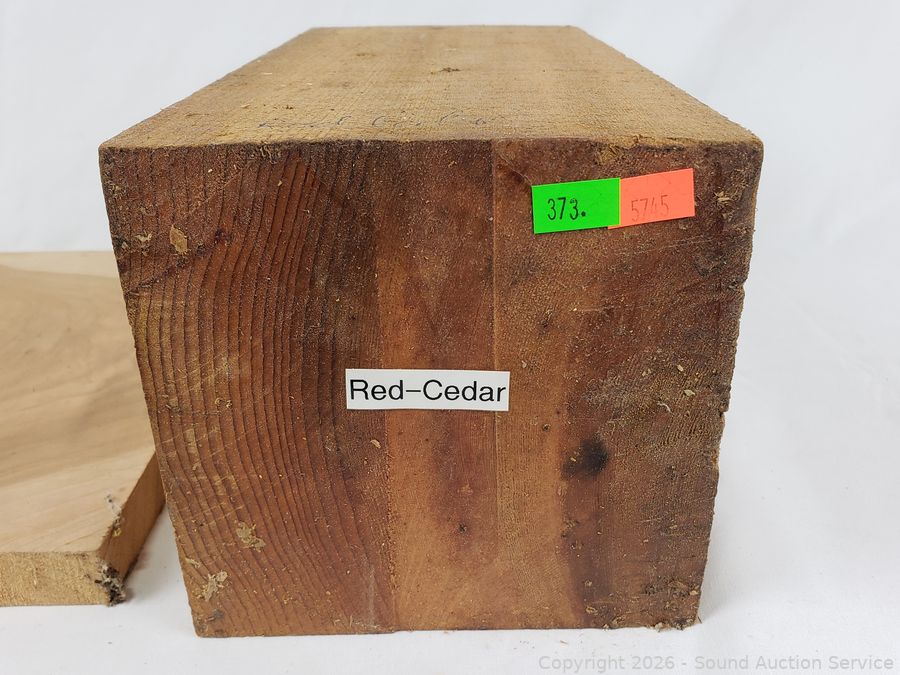 373.
5745
Red-Cedar
Copyright 2026 - Sound Auction Service